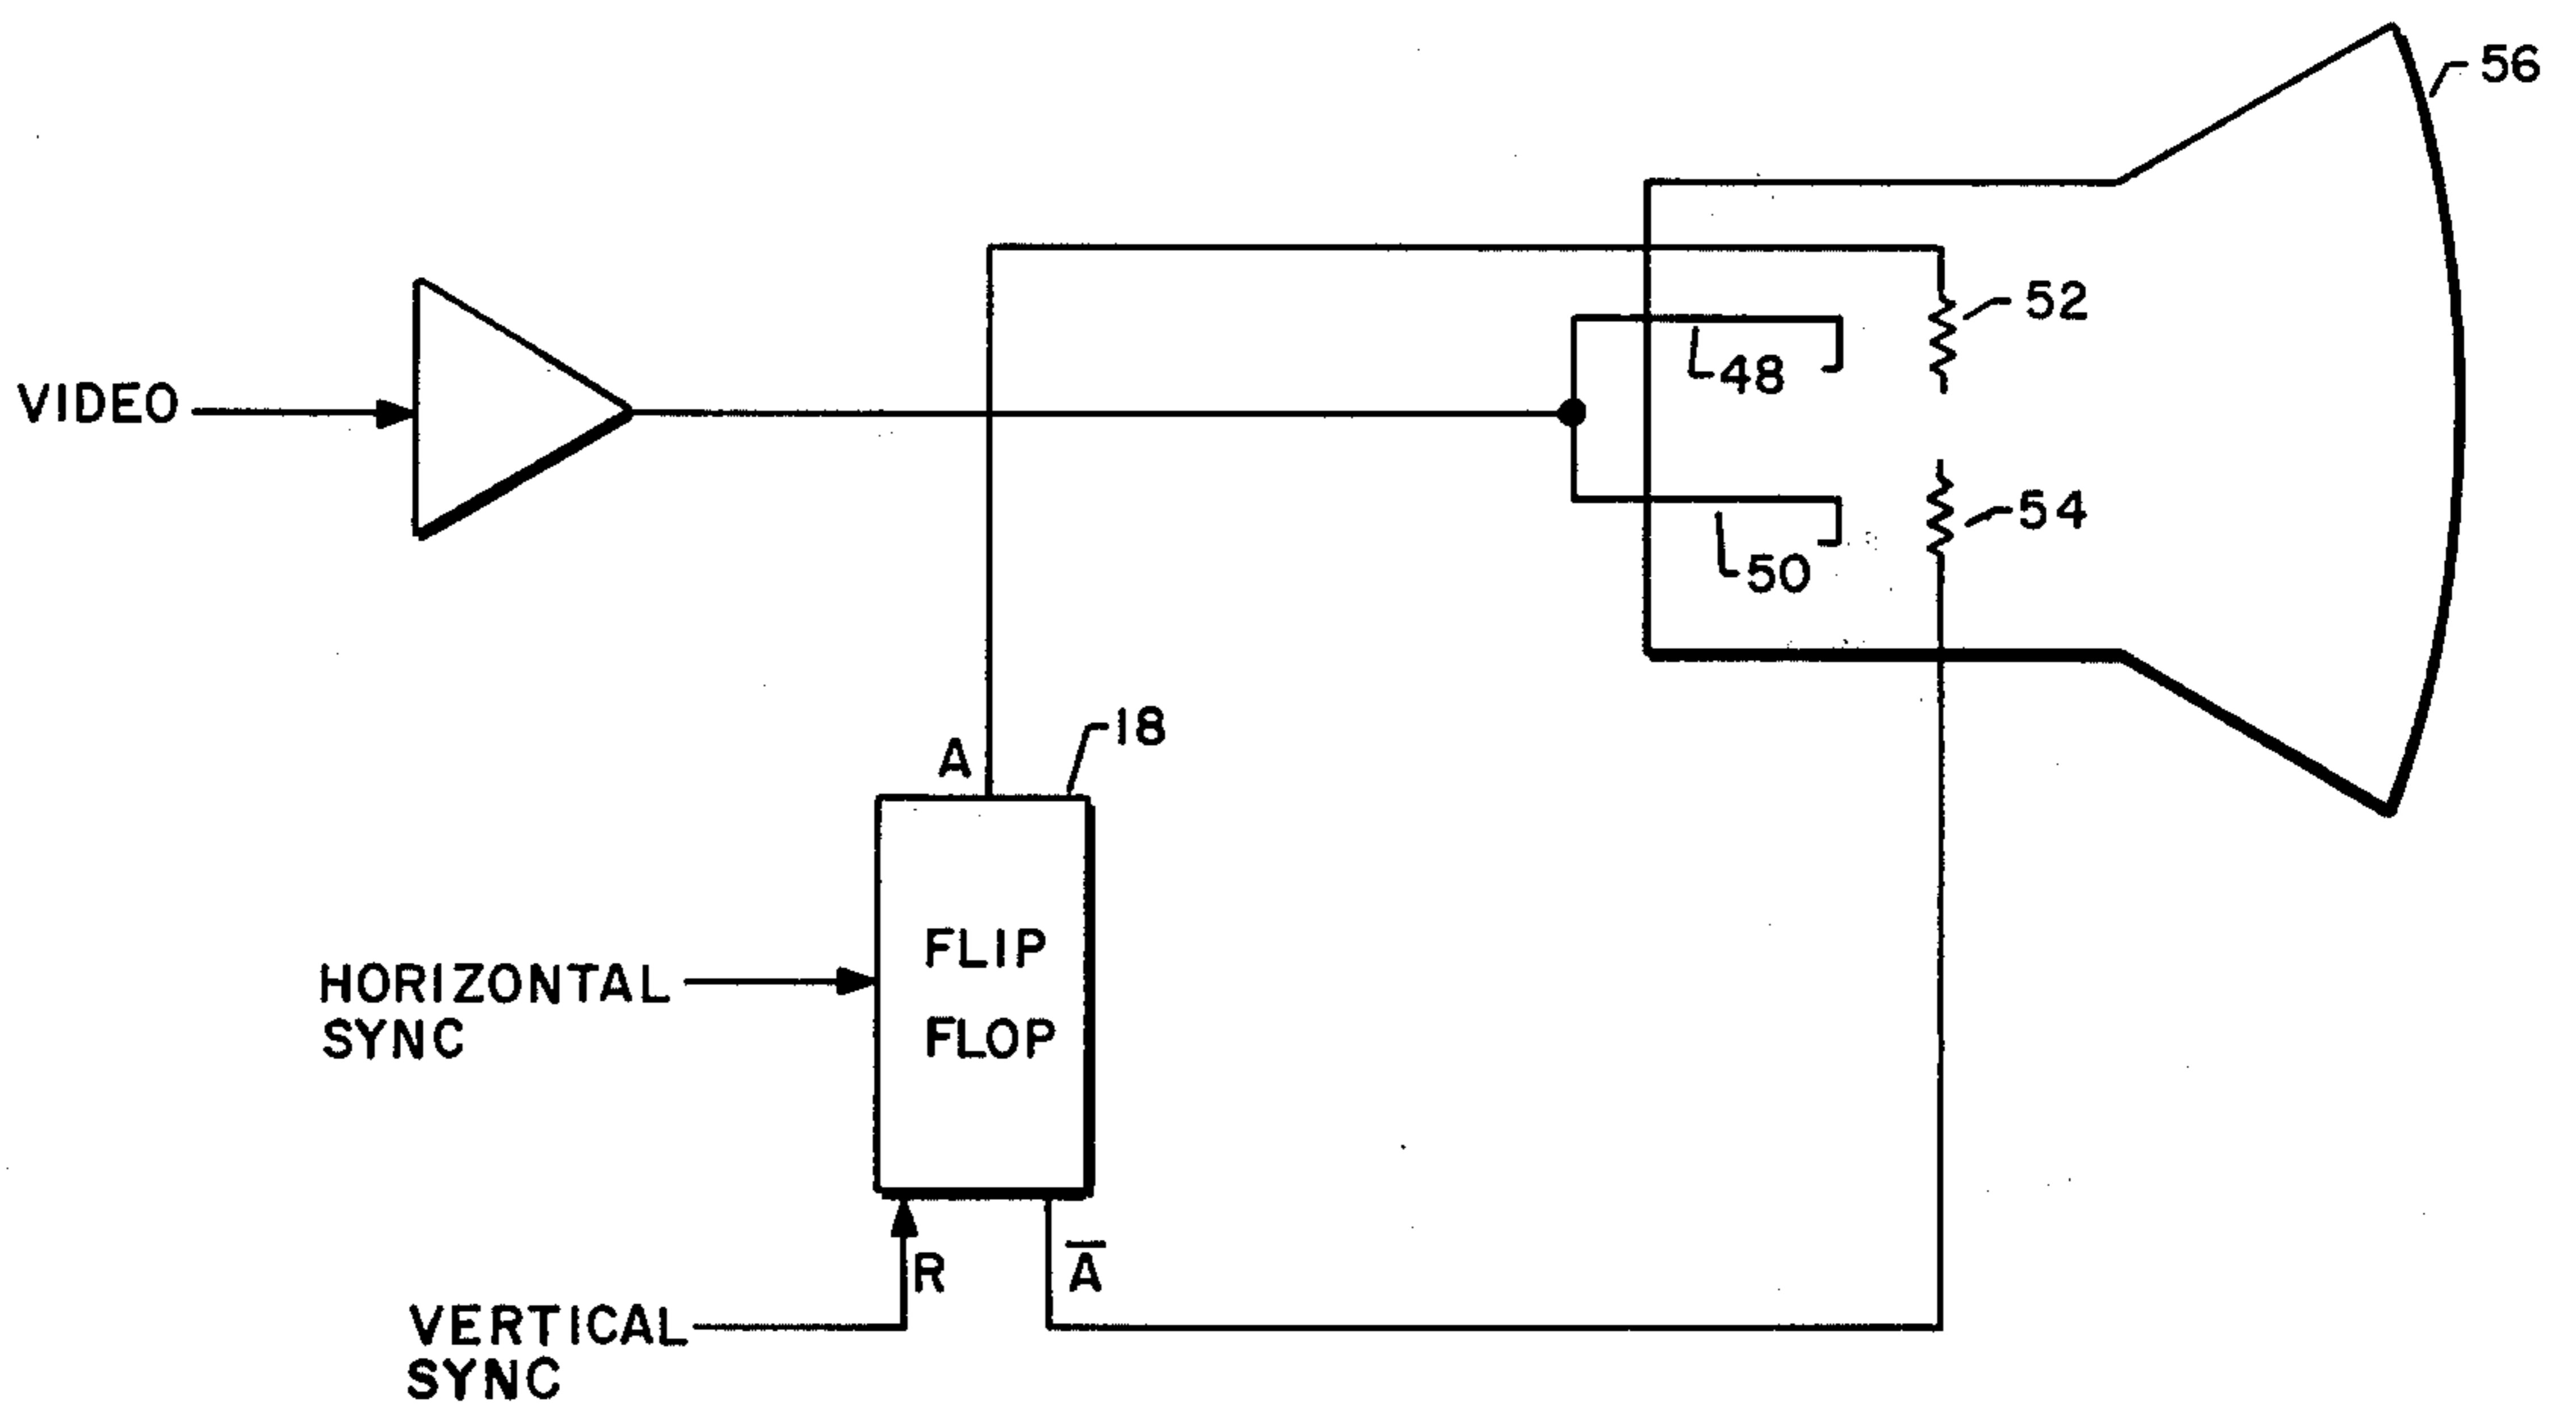 56
52
VIDEO
48
54
50
18
A
FLIP
FLOP
HORIZONTAL
SYNC
R
A̅
VERTICAL
SYNC